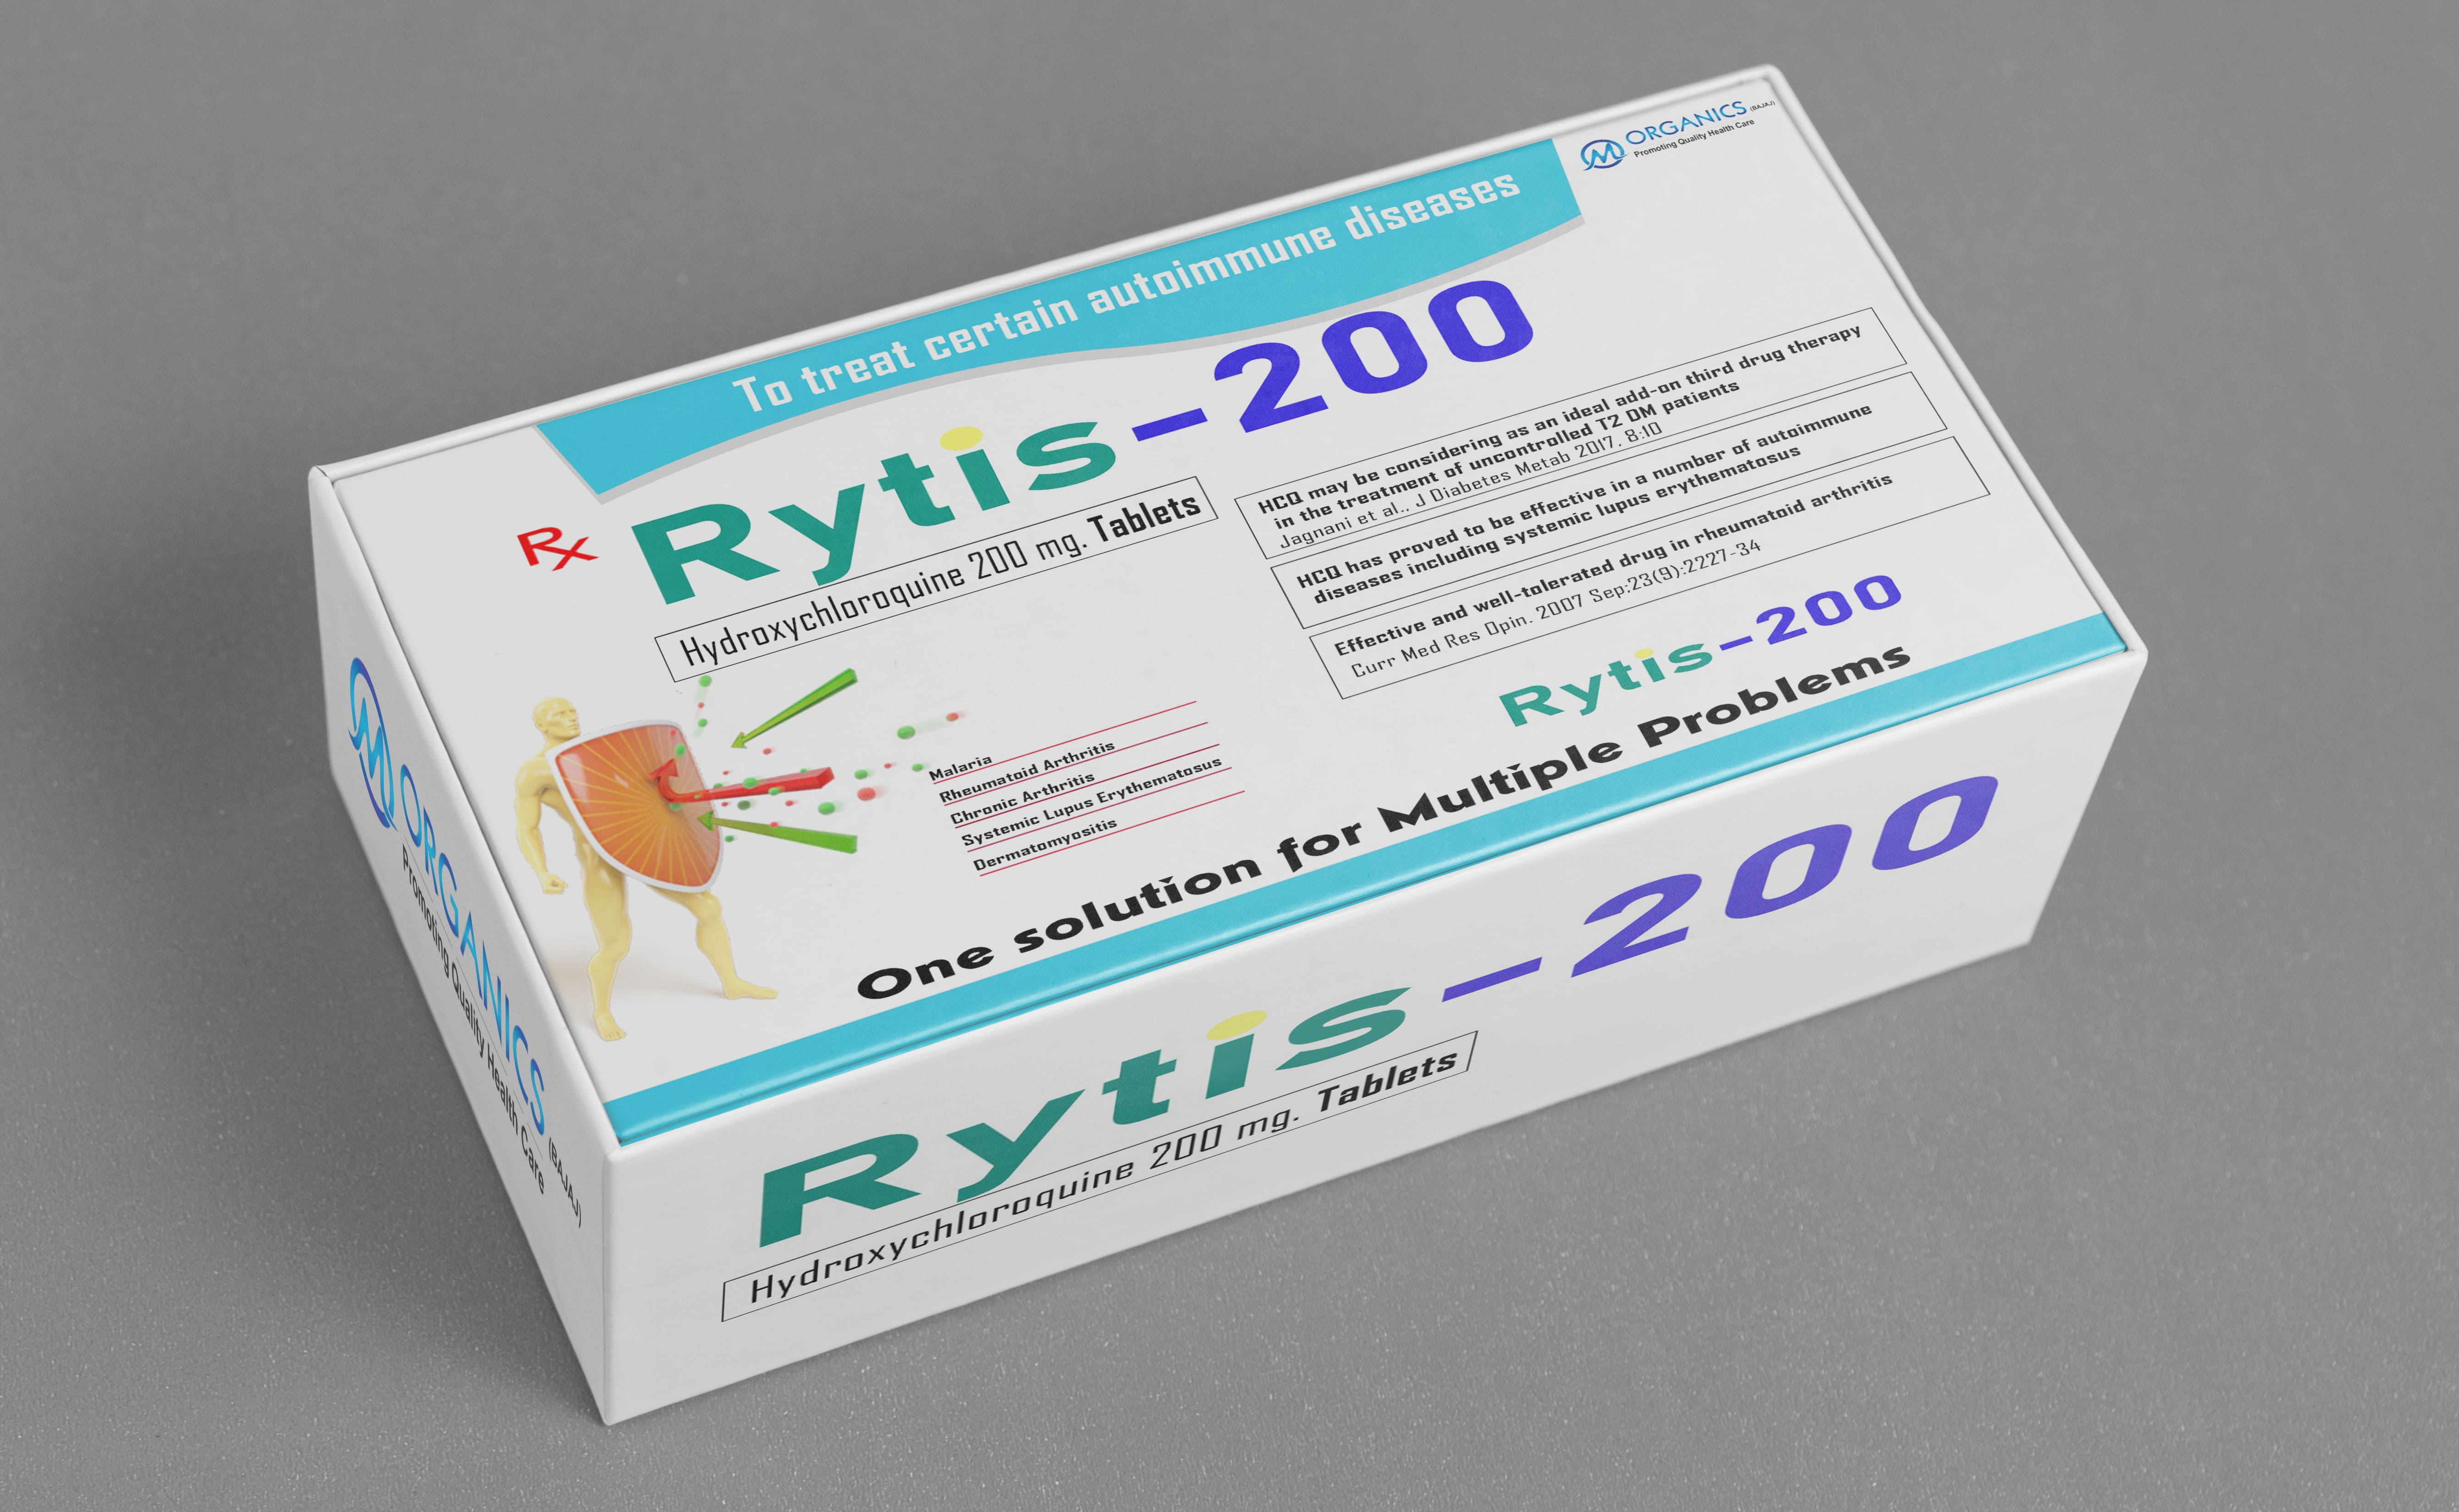 ORGANICS (BAJAJ)
Promoting Quality Health Care
To treat certain autoimmune diseases
Rx Rytis-200
Hydroxychloroquine 200 mg. Tablets
HCQ may be considering as an ideal add-on third drug therapy
in the treatment of uncontrolled T2 DM patients
Jagnani et al., J Diabetes Metab 2017, 8:10
HCQ has proved to be effective in a number of autoimmune
diseases including systemic lupus erythematosus
Effective and well-tolerated drug in rheumatoid arthritis
Curr Med Res Opin. 2007 Sep;23(9):2227-34
Malaria
Rheumatoid Arthritis
Chronic Arthritis
Systemic Lupus Erythematosus
Dermatomyositis
Rytis-200
One solution for Multiple Problems
Rytis-200
Hydroxychloroquine 200 mg. Tablets
ORGANICS (BAJAJ)
Promoting Quality Health Care